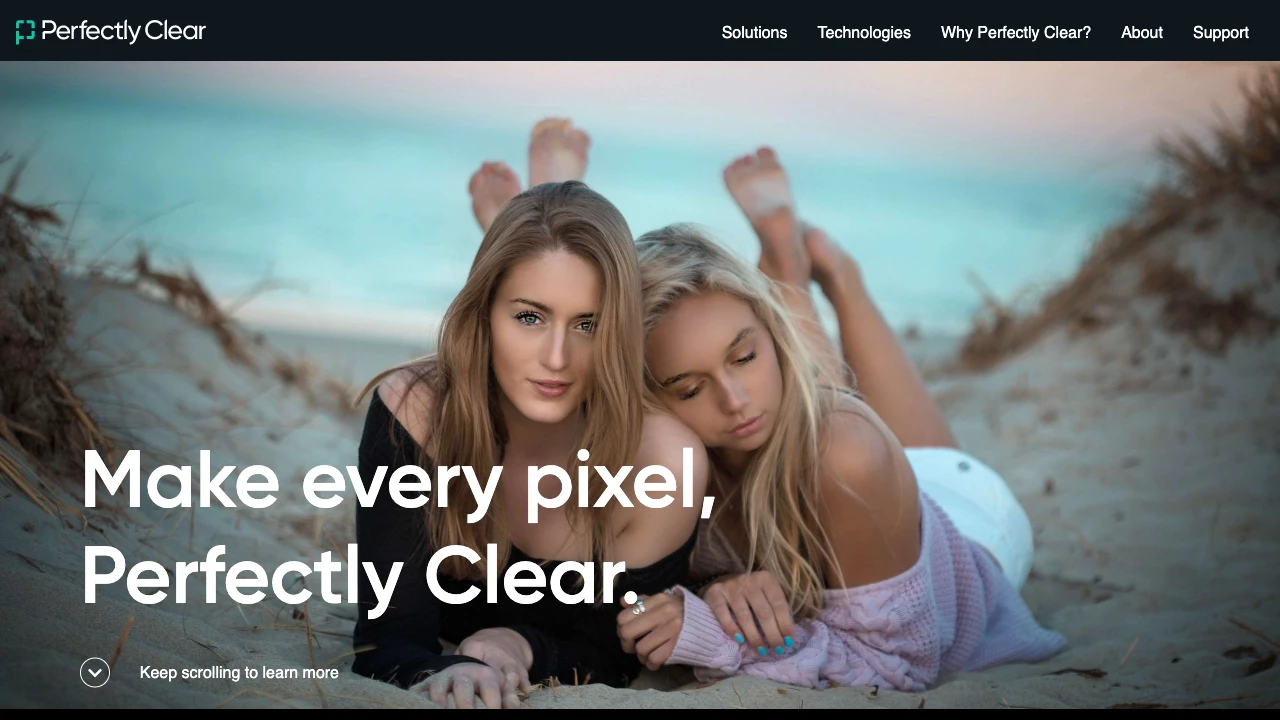 Perfectly Clear
Solutions
Technologies
Why Perfectly Clear?
About
Support
Make every pixel,
Perfectly Clear.
Keep scrolling to learn more